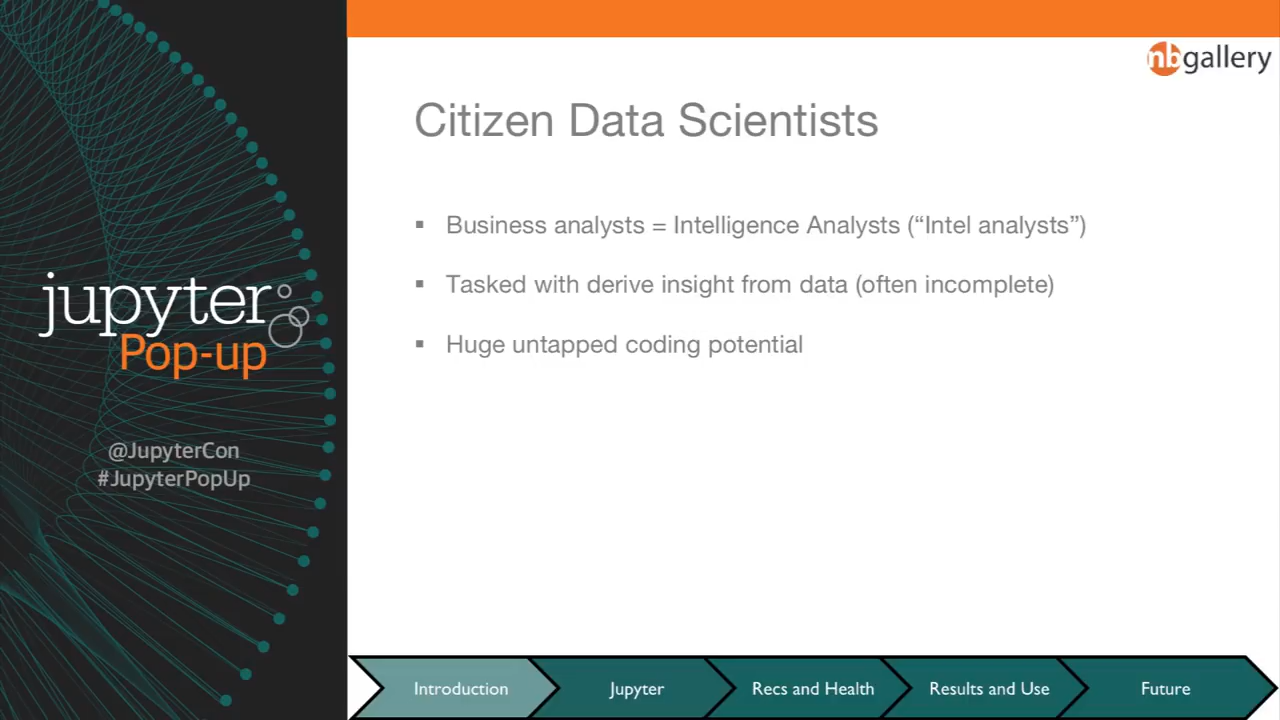 nbgallery
Citizen Data Scientists
▪ Business analysts = Intelligence Analysts (“Intel analysts”)
▪ Tasked with derive insight from data (often incomplete)
▪ Huge untapped coding potential
jupyter
Pop-up
@JupyterCon
#JupyterPopUp
Introduction
Jupyter
Recs and Health
Results and Use
Future